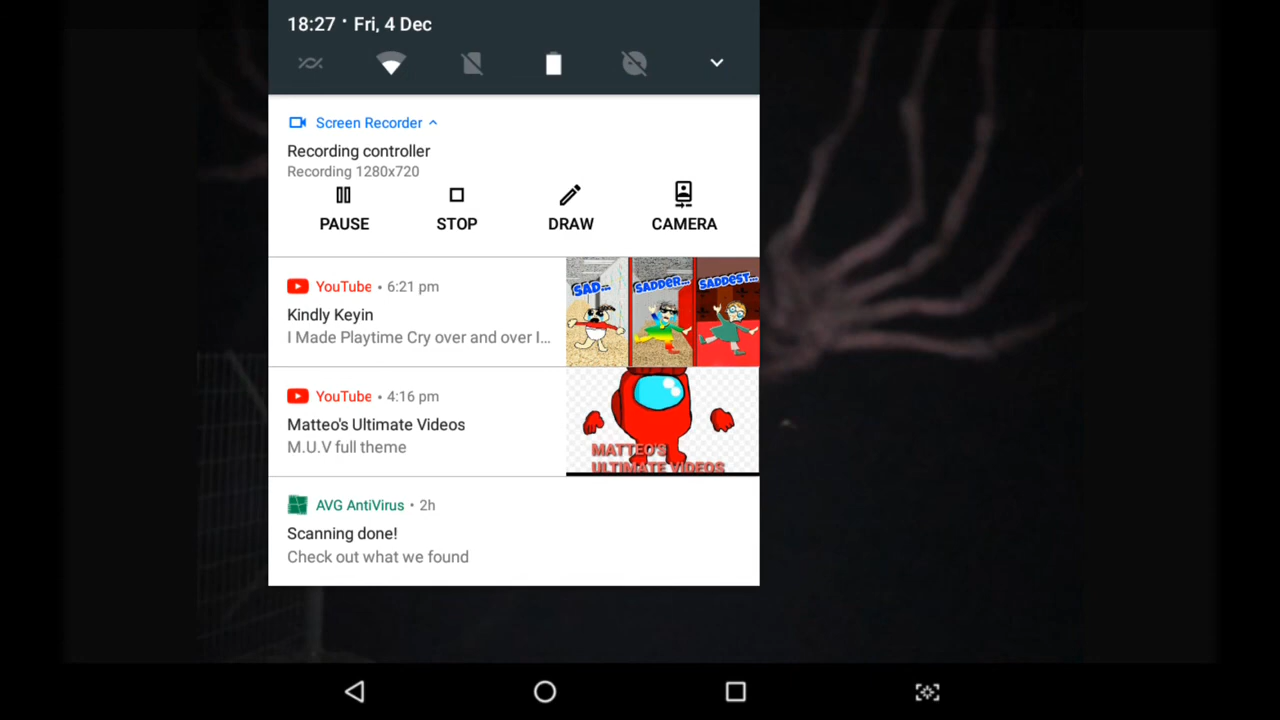 18:27 · Fri, 4 Dec
Screen Recorder
Recording controller
Recording 1280x720
PAUSE STOP DRAW CAMERA
YouTube • 6:21 pm
Kindly Keyin
I Made Playtime Cry over and over I...
SAD... SADDER... SADDEST...
YouTube • 4:16 pm
Matteo's Ultimate Videos
M.U.V full theme
MATTEO'S
ULTIMATE VIDEOS
AVG AntiVirus • 2h
Scanning done!
Check out what we found